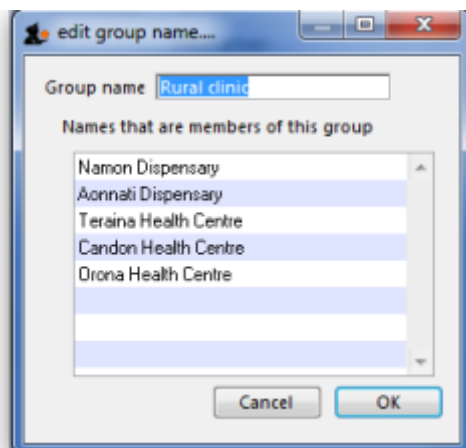 edit group name....
Group name Rural clinic
Names that are members of this group
Namon Dispensary
Aonnati Dispensary
Teraina Health Centre
Candon Health Centre
Orona Health Centre
Cancel OK